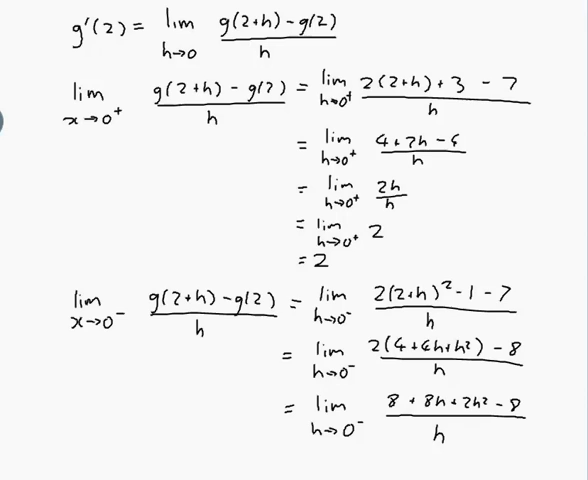 g'(2) = lim h→0 (g(2+h) - g(2))/h
lim x→0⁺ (g(2+h) - g(2))/h = lim h→0⁺ (2(2+h) + 3 - 7)/h
= lim h→0⁺ (4 + 2h - 4)/h
= lim h→0⁺ 2h/h
= lim h→0⁺ 2
= 2
lim x→0⁻ (g(2+h) - g(2))/h = lim h→0⁻ (2(2+h)² - 1 - 7)/h
= lim h→0⁻ (2(4 + 4h + h²) - 8)/h
= lim h→0⁻ (8 + 8h + 2h² - 8)/h